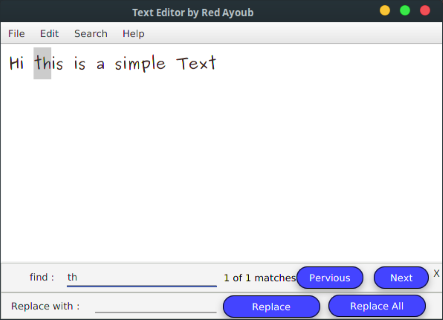 Text Editor by Red Ayoub
File Edit Search Help
Hi this is a simple Text
find : th 1 of 1 matches Pervious Next X
Replace with : Replace Replace All